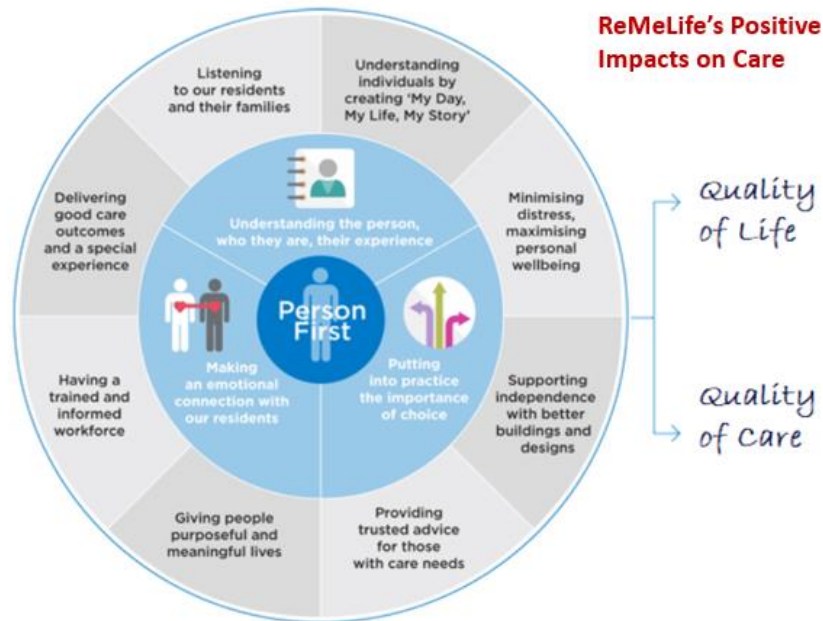 ReMeLife’s Positive
Impacts on Care
Listening
to our residents
and their families
Understanding
individuals by
creating ‘My Day,
My Life, My Story’
Delivering
good care
outcomes
and a special
experience
Understanding the person,
who they are, their experience
Minimising
distress,
maximising
personal
wellbeing
Quality
of Life
Person
First
Making
an emotional
connection with
our residents
Putting
into practice
the importance
of choice
Having a
trained and
informed
workforce
Supporting
independence
with better
buildings and
designs
Quality
of Care
Giving people
purposeful and
meaningful lives
Providing
trusted advice
for those
with care needs